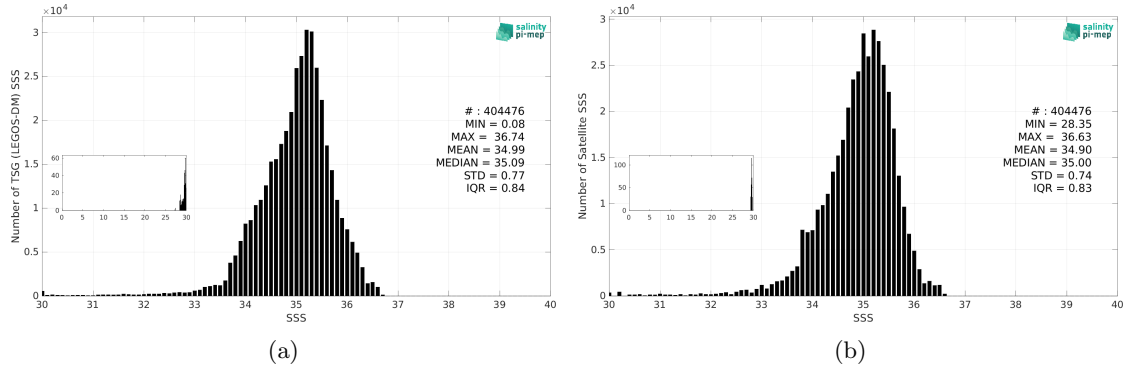 ×10⁴
3
2.5
2
1.5
1
0.5
0
30 31 32 33 34 35 36 37 38 39 40
SSS
Number of TSG (LEGOS-DM) SSS
salinity
pi-mep
# : 404476
MIN = 0.08
MAX = 36.74
MEAN = 34.99
MEDIAN = 35.09
STD = 0.77
IQR = 0.84
60
40
20
0
0 5 10 15 20 25 30
(a)
×10⁴
3
2.5
2
1.5
1
0.5
0
30 31 32 33 34 35 36 37 38 39 40
SSS
Number of Satellite SSS
salinity
pi-mep
# : 404476
MIN = 28.35
MAX = 36.63
MEAN = 34.90
MEDIAN = 35.00
STD = 0.74
IQR = 0.83
100
50
0
0 5 10 15 20 25 30
(b)